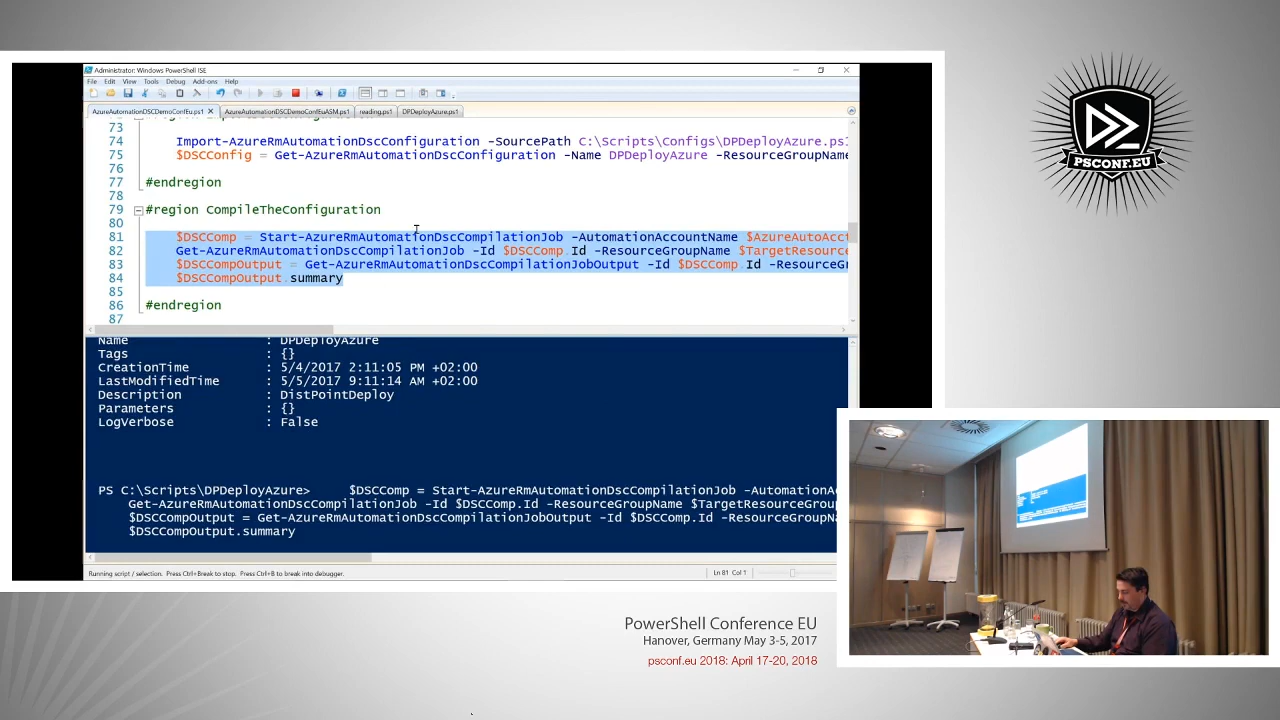 Administrator: Windows PowerShell ISE
File Edit View Tools Debug Add-ons Help
AzureAutomationDSCDemoConfEu.ps1 X AzureAutomationDSCDemoConfEuASM.ps1 reading.ps1 DPDeployAzure.ps1
73
74 Import-AzureRmAutomationDscConfiguration -SourcePath C:\Scripts\Configs\DPDeployAzure.ps1
75 $DSCConfig = Get-AzureRmAutomationDscConfiguration -Name DPDeployAzure -ResourceGroupName
76
77 #endregion
78
79 #region CompileTheConfiguration
80
81 $DSCComp = Start-AzureRmAutomationDscCompilationJob -AutomationAccountName $AzureAutoAcct
82 Get-AzureRmAutomationDscCompilationJob -Id $DSCComp.Id -ResourceGroupName $TargetResource
83 $DSCCompOutput = Get-AzureRmAutomationDscCompilationJobOutput -Id $DSCComp.Id -ResourceGr
84 $DSCCompOutput.summary
85
86 #endregion
87
Name : DPDeployAzure
Tags : {}
CreationTime : 5/4/2017 2:11:05 PM +02:00
LastModifiedTime : 5/5/2017 9:11:14 AM +02:00
Description : DistPointDeploy
Parameters : {}
LogVerbose : False
PS C:\Scripts\DPDeployAzure> $DSCComp = Start-AzureRmAutomationDscCompilationJob -AutomationA
Get-AzureRmAutomationDscCompilationJob -Id $DSCComp.Id -ResourceGroupName $TargetResourceGrou
$DSCCompOutput = Get-AzureRmAutomationDscCompilationJobOutput -Id $DSCComp.Id -ResourceGroupNa
$DSCCompOutput.summary
Running script / selection. Press Ctrl+Break to stop. Press Ctrl+B to break into debugger. Ln 81 Col 1
PSCONF.EU
PowerShell Conference EU
Hanover, Germany May 3-5, 2017
psconf.eu 2018: April 17-20, 2018